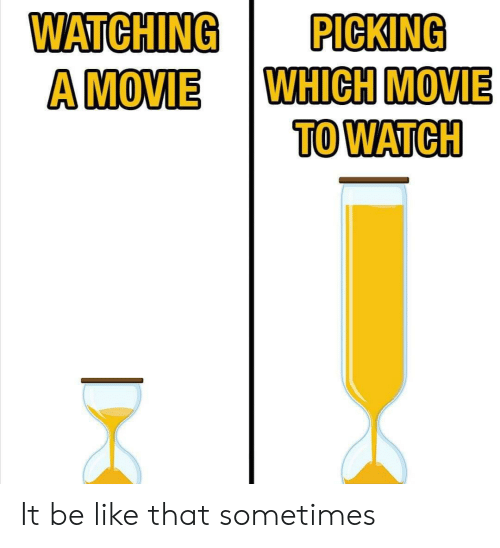 WATCHING
A MOVIE
PICKING
WHICH MOVIE
TO WATCH
It be like that sometimes